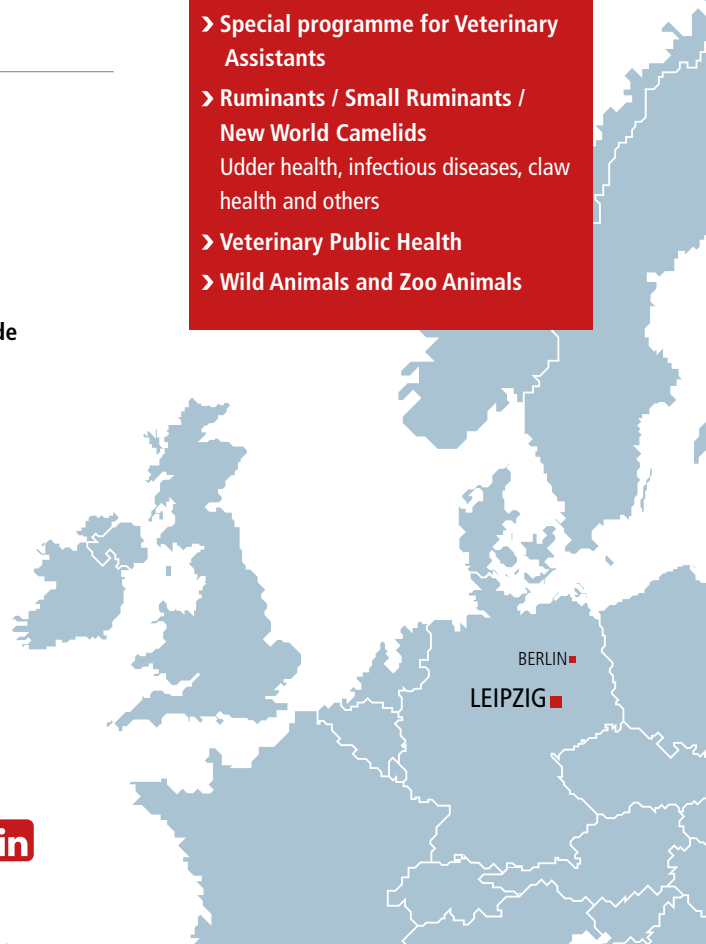 › Special programme for Veterinary
Assistants
› Ruminants / Small Ruminants /
New World Camelids
Udder health, infectious diseases, claw
health and others
› Veterinary Public Health
› Wild Animals and Zoo Animals
de
BERLIN
LEIPZIG
in